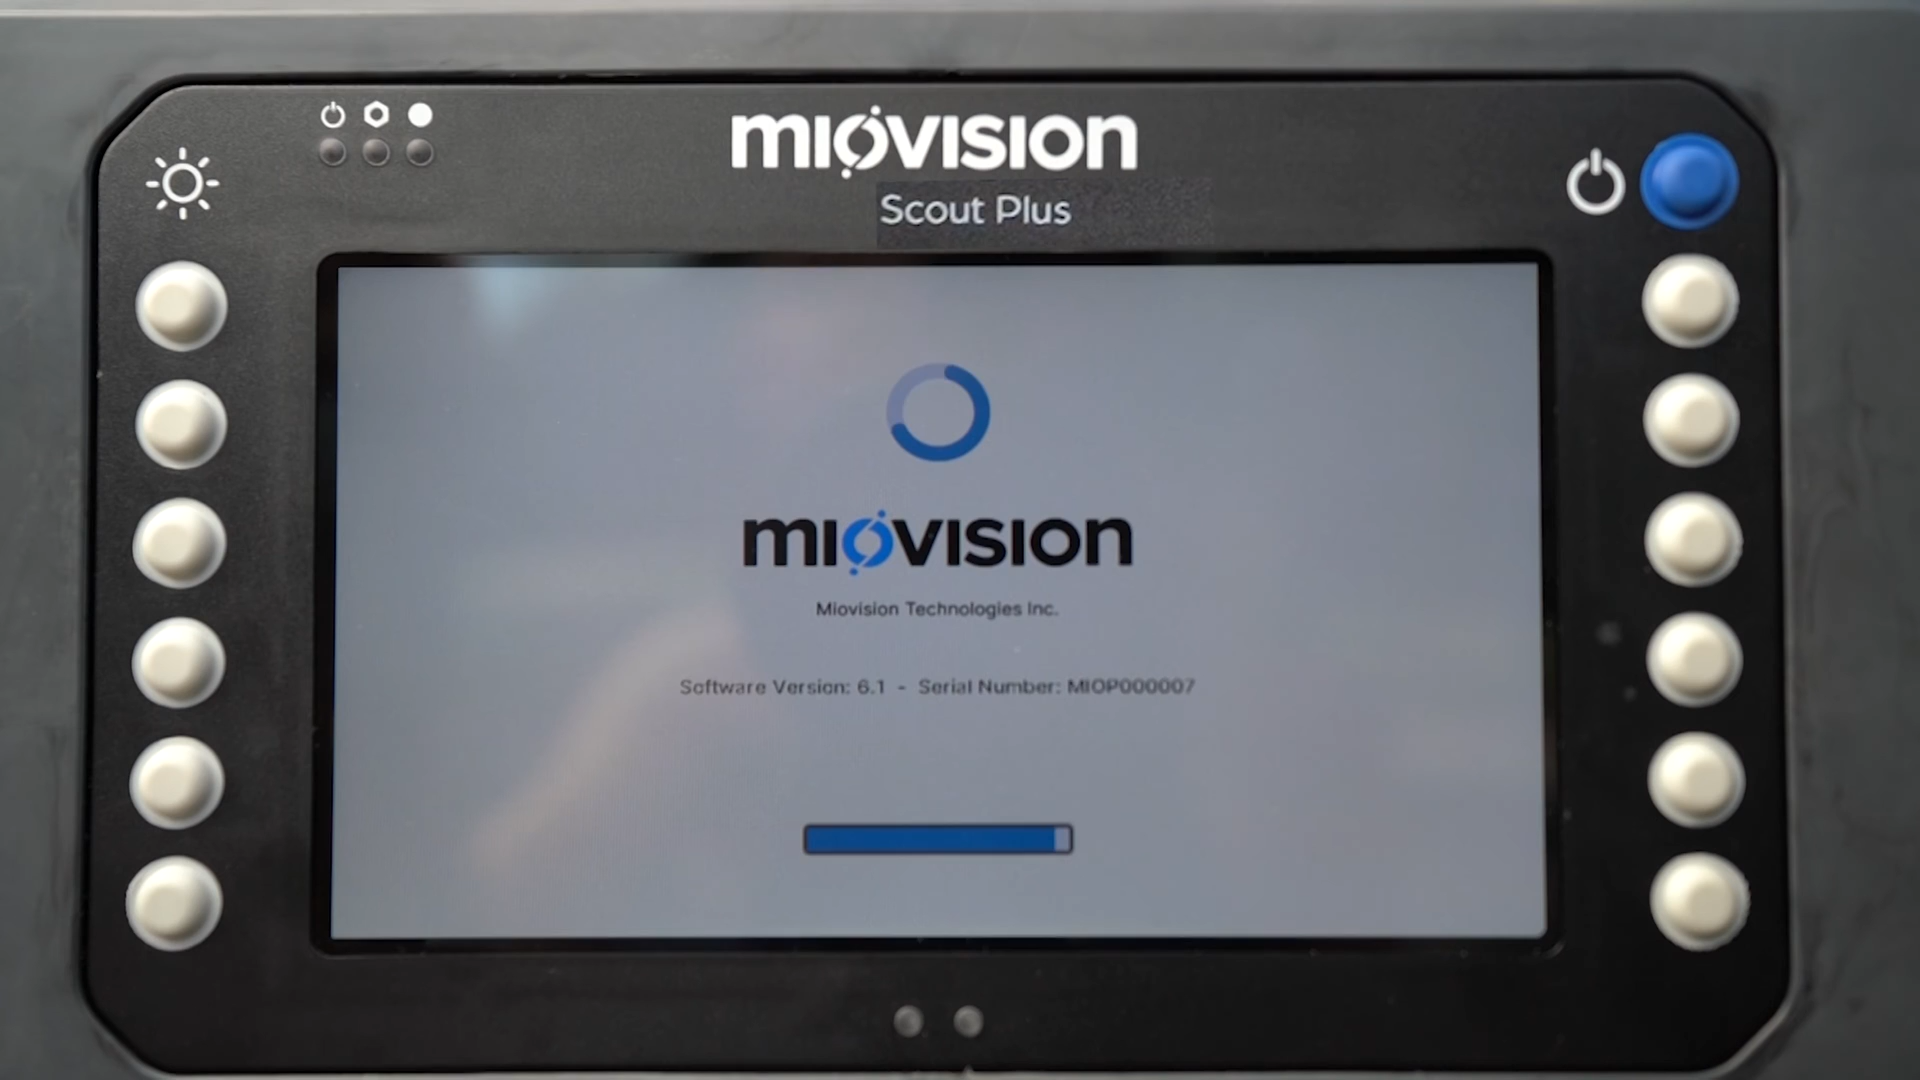 miovision
Scout Plus
miovision
Miovision Technologies Inc.
Software Version: 6.1 - Serial Number: MIOP000007